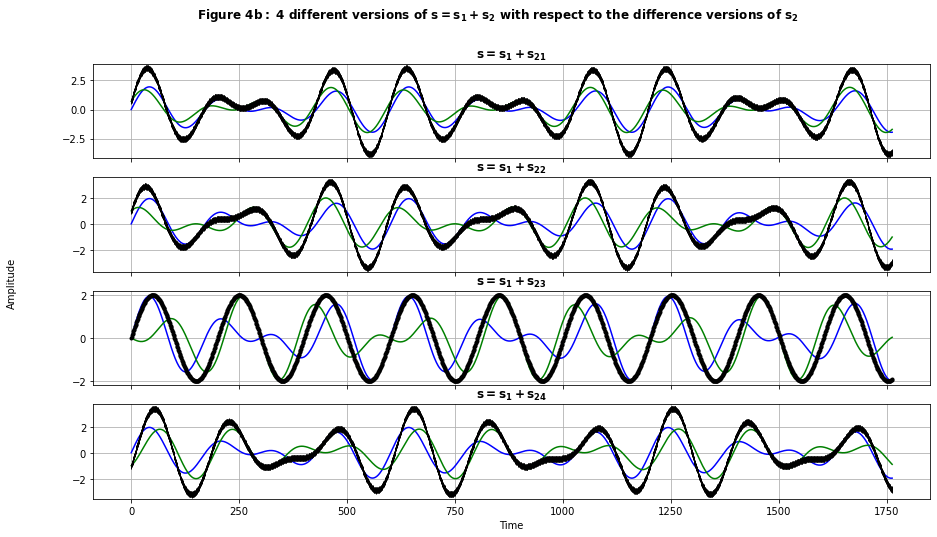 Figure 4b: 4 different versions of s = s₁ + s₂ with respect to the difference versions of s₂
s = s₁ + s₂₁
2.5
0.0
−2.5
s = s₁ + s₂₂
2
0
−2
Amplitude
s = s₁ + s₂₃
2
0
−2
s = s₁ + s₂₄
2
0
−2
0 250 500 750 1000 1250 1500 1750
Time